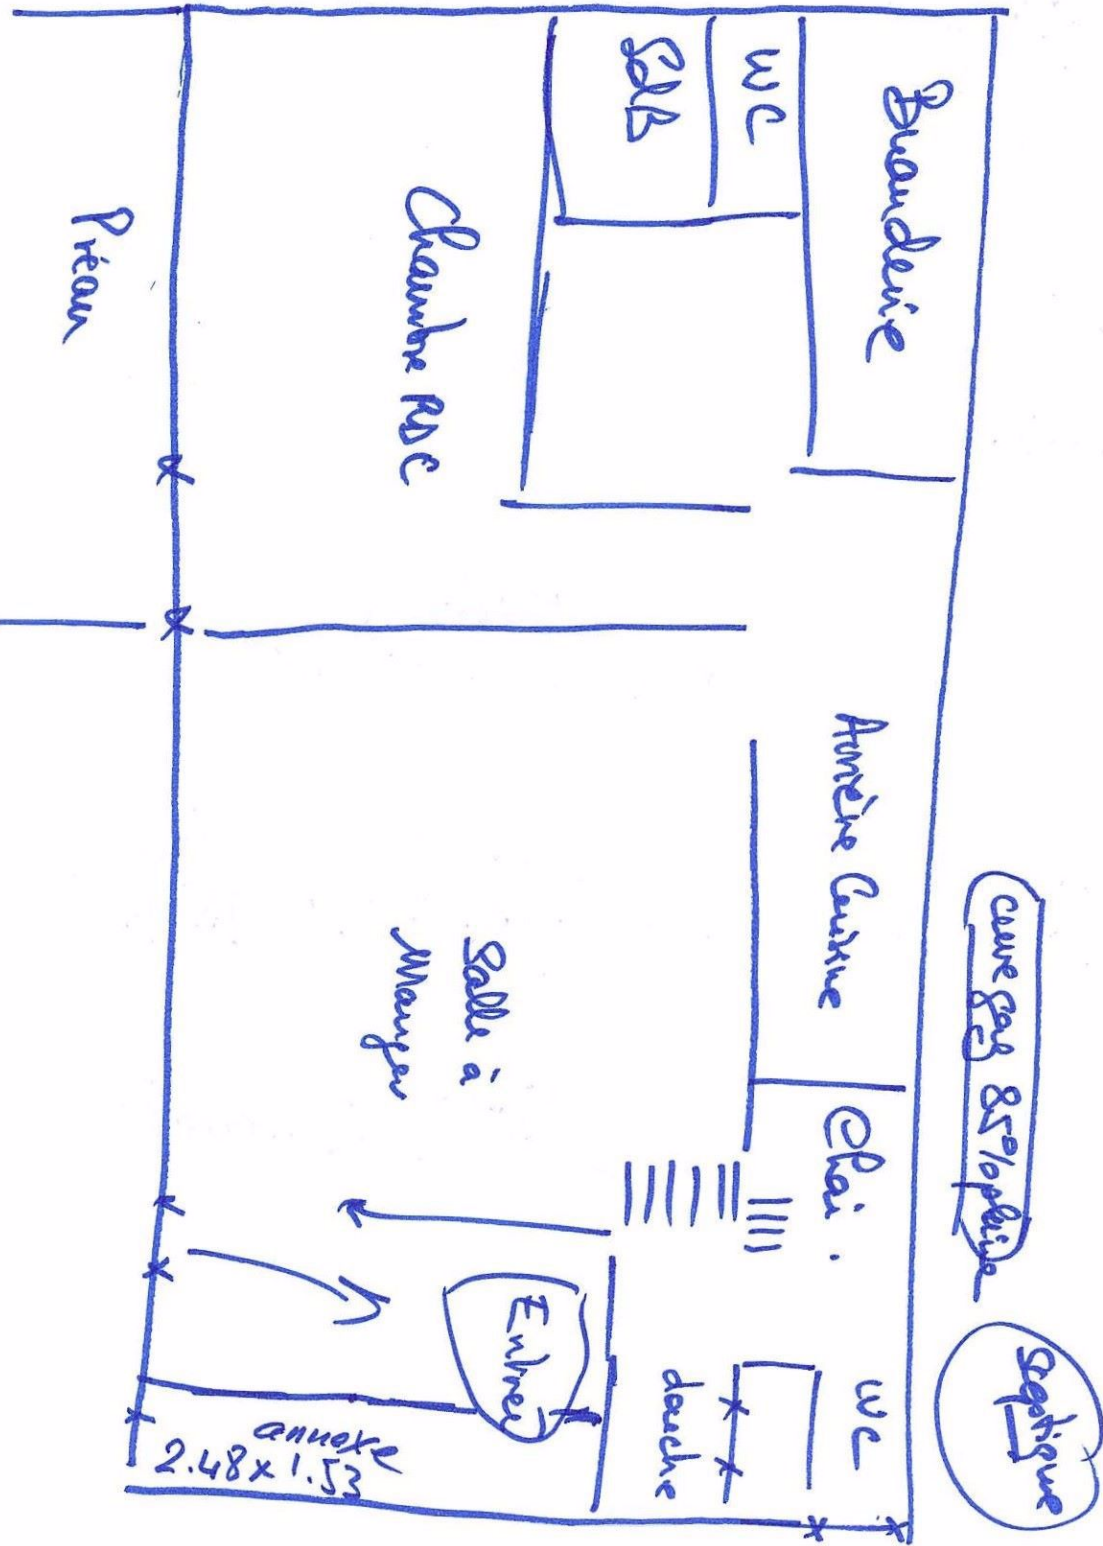 Buanderie
WC
SdB
Chambre RDC
Préau
Arrière Cuisine
cuve gaz 85% pleine
Chai.
Salle à
Manger
Septique
WC
douche
Entrée
annexe
2.48 x 1.53